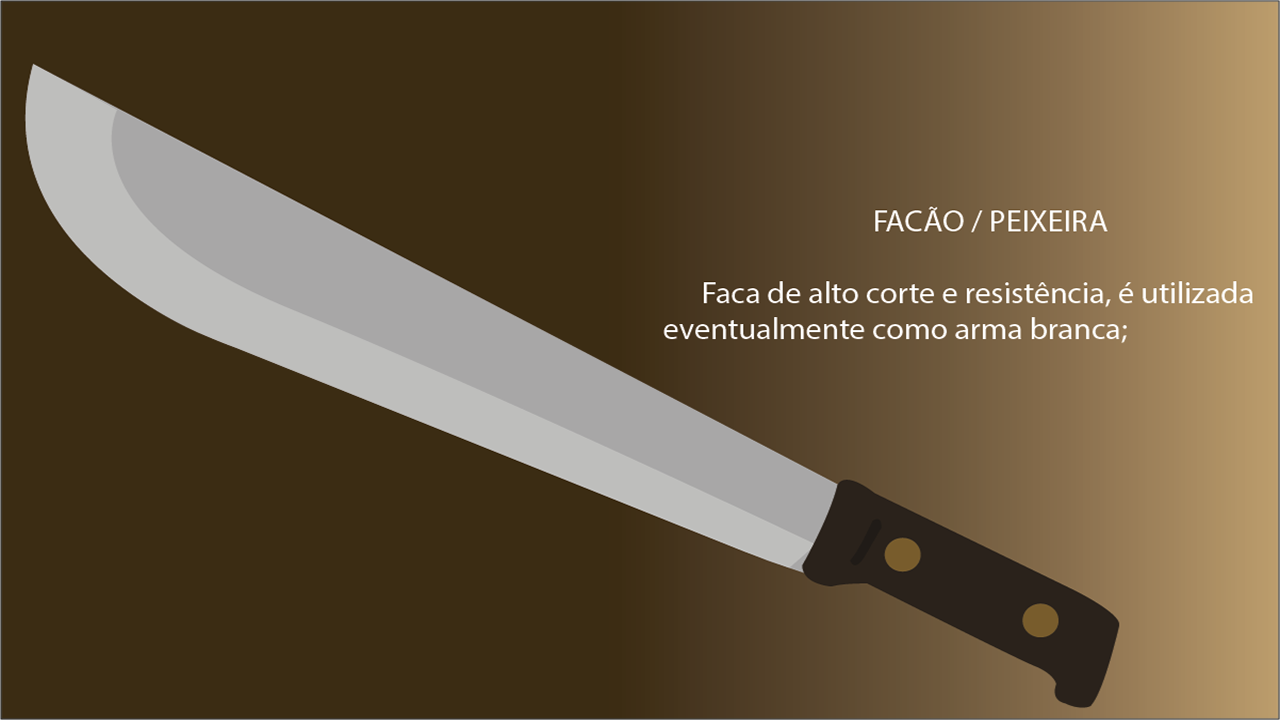 FACÃO / PEIXEIRA
Faca de alto corte e resistência, é utilizada
eventualmente como arma branca;